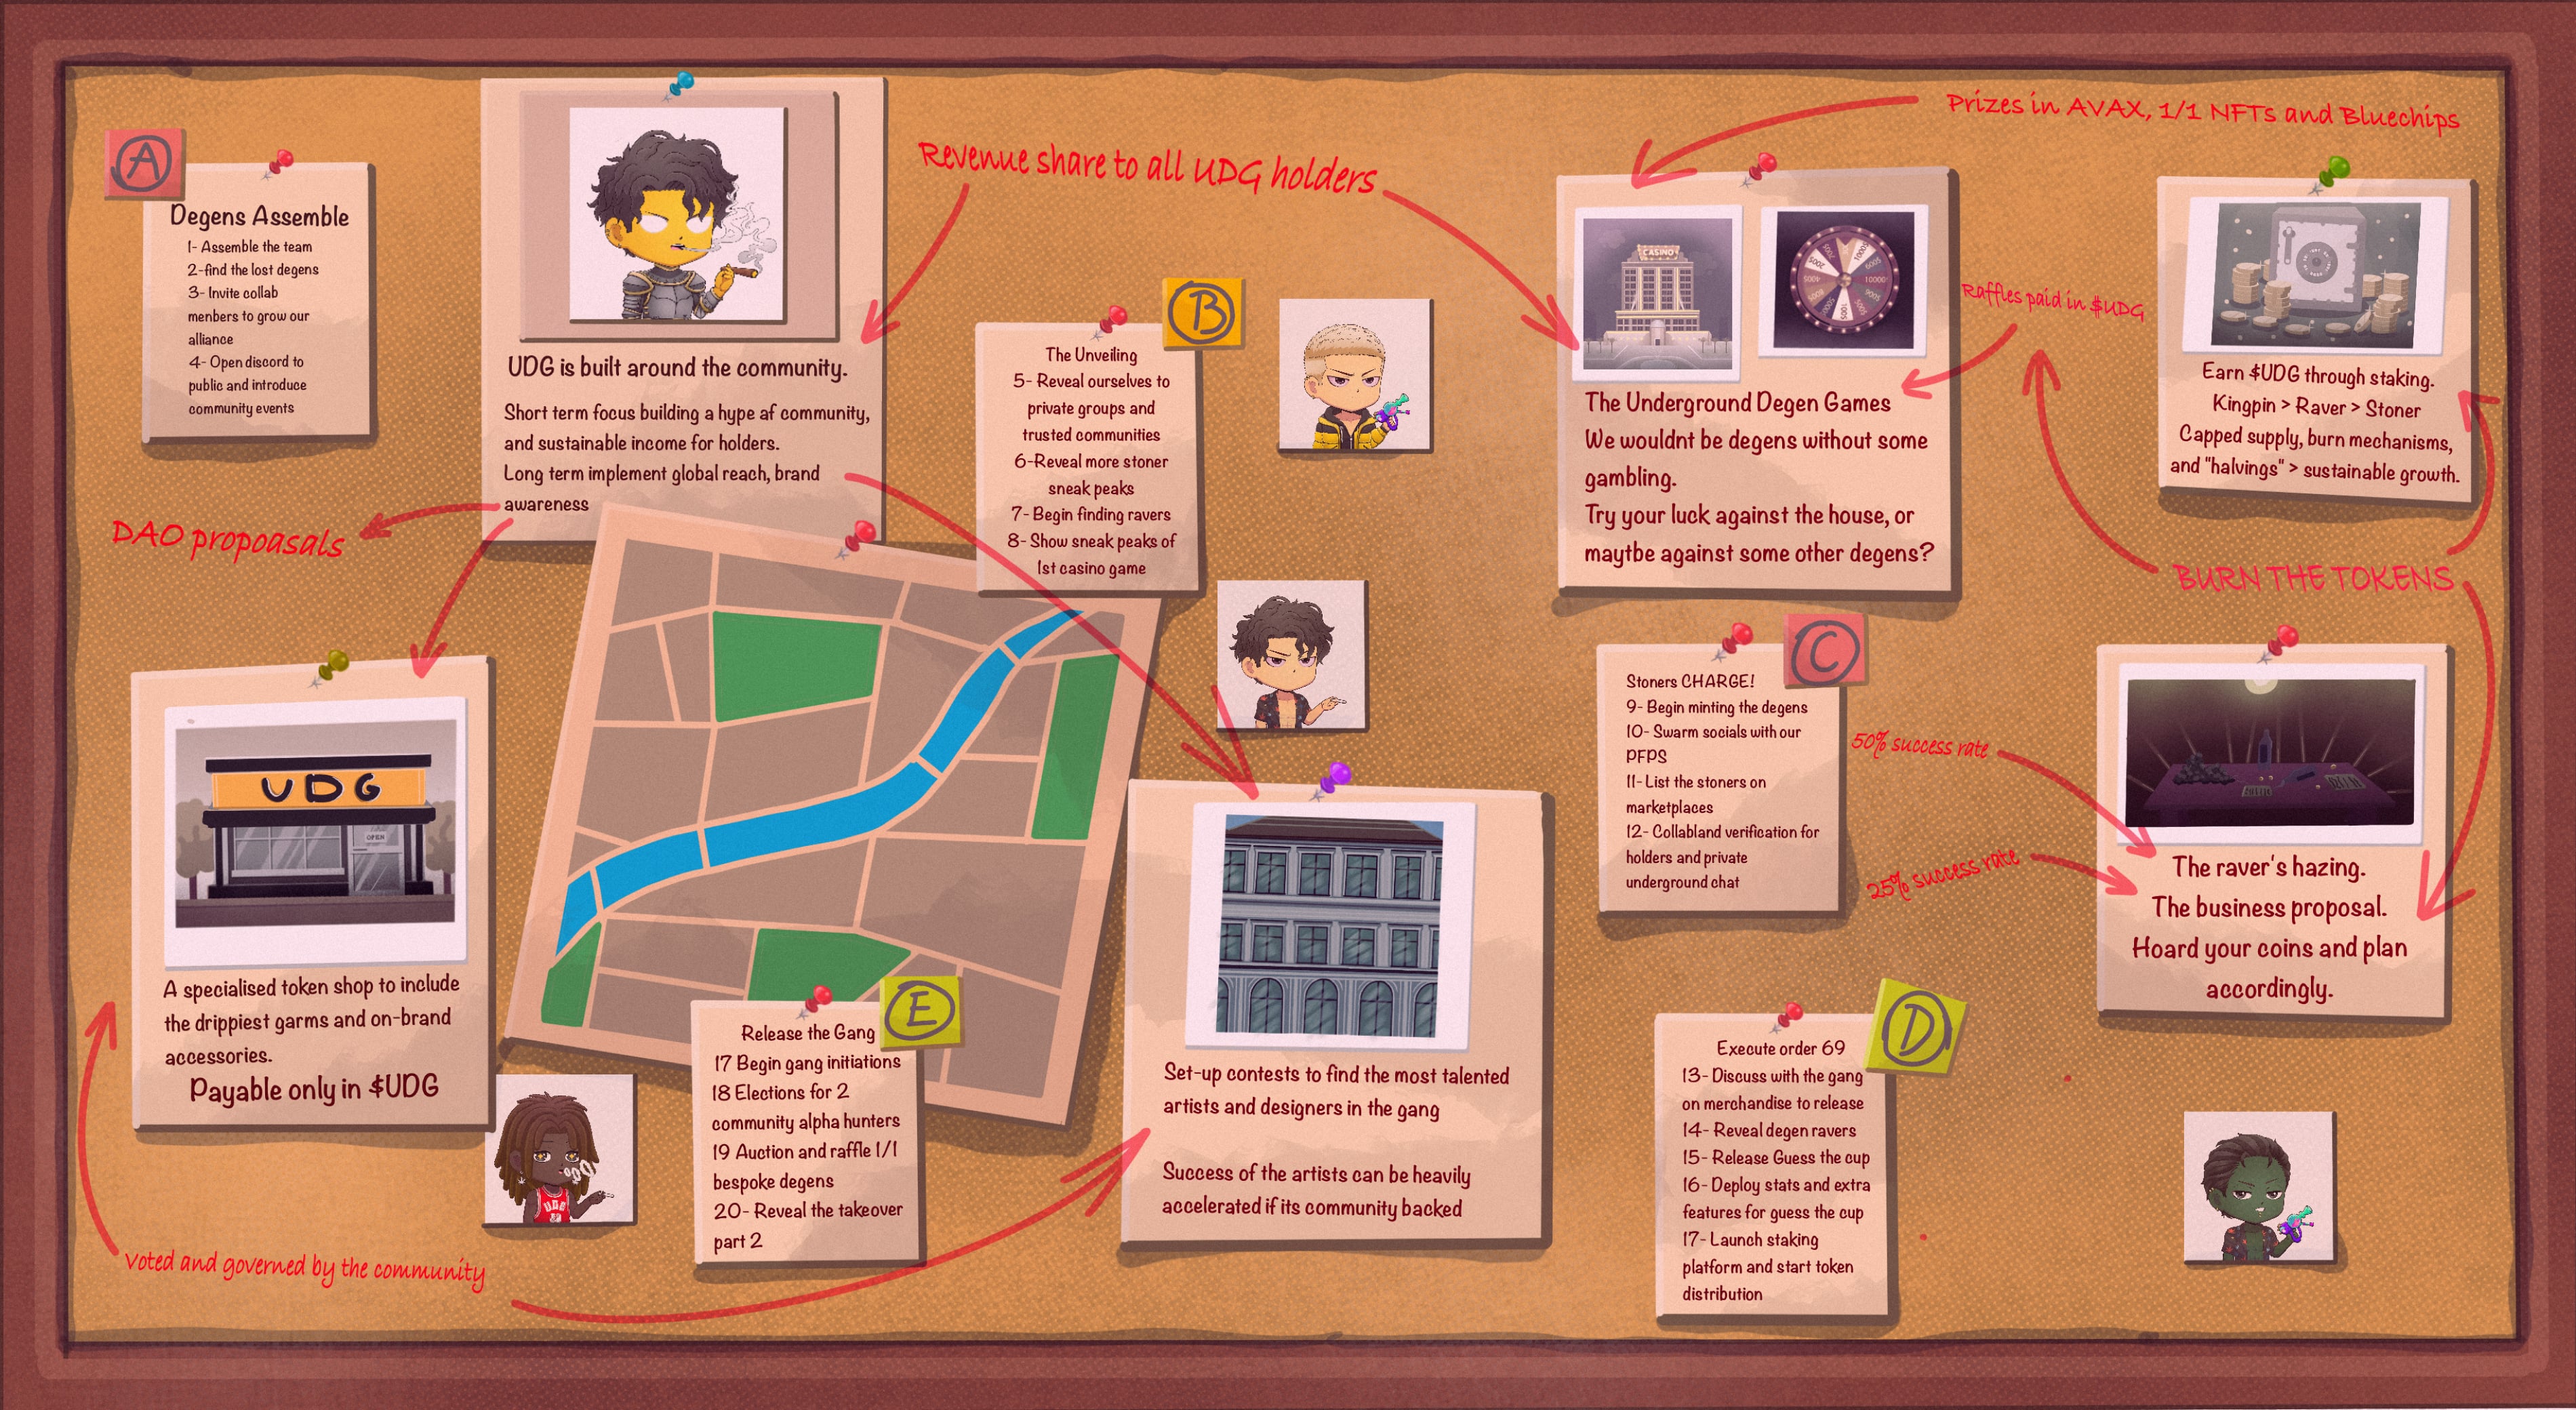 A
Degens Assemble
1- Assemble the team
2-find the lost degens
3- Invite collab
menbers to grow our
alliance
4- Open discord to
public and introduce
community events
UDG is built around the community.
Short term focus building a hype af community,
and sustainable income for holders.
Long term implement global reach, brand
awareness
Revenue share to all UDG holders
DAO propoasals
B
The Unveiling
5- Reveal ourselves to
private groups and
trusted communities
6-Reveal more stoner
sneak peaks
7- Begin finding ravers
8- Show sneak peaks of
1st casino game
Prizes in AVAX, 1/1 NFTs and Bluechips
CASINO
The Underground Degen Games
We wouldnt be degens without some
gambling.
Try your luck against the house, or
maytbe against some other degens?
Raffles paid in $UDG
Earn $UDG through staking.
Kingpin > Raver > Stoner
Capped supply, burn mechanisms,
and "halvings" > sustainable growth.
BURN THE TOKENS
UDG
OPEN
A specialised token shop to include
the drippiest garms and on-brand
accessories.
Payable only in $UDG
Voted and governed by the community
E
Release the Gang
17 Begin gang initiations
18 Elections for 2
community alpha hunters
19 Auction and raffle 1/1
bespoke degens
20- Reveal the takeover
part 2
Set-up contests to find the most talented
artists and designers in the gang
Success of the artists can be heavily
accelerated if its community backed
C
Stoners CHARGE!
9- Begin minting the degens
10- Swarm socials with our
PFPS
11- List the stoners on
marketplaces
12- Collabland verification for
holders and private
underground chat
50% success rate
25% success rate
The raver's hazing.
The business proposal.
Hoard your coins and plan
accordingly.
D
Execute order 69
13- Discuss with the gang
on merchandise to release
14- Reveal degen ravers
15- Release Guess the cup
16- Deploy stats and extra
features for guess the cup
17- Launch staking
platform and start token
distribution